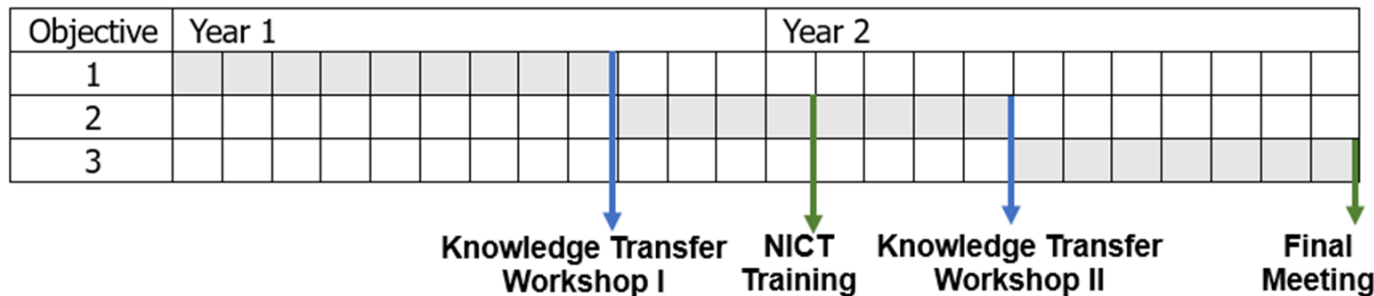 Objective Year 1 Year 2
1
2
3
Knowledge Transfer Workshop I
NICT Training
Knowledge Transfer Workshop II
Final Meeting